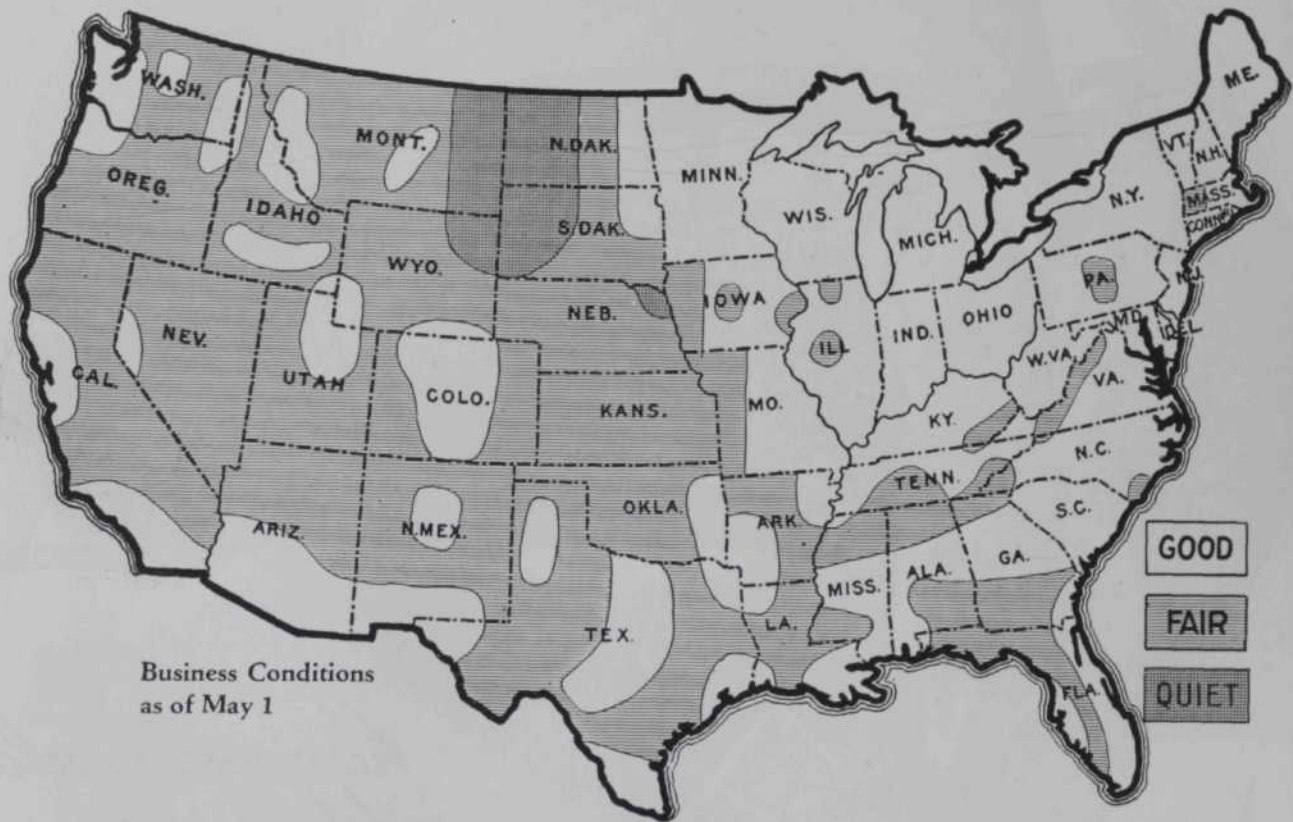 WASH.
MONT.
N.DAK.
MINN.
ME.
VT.
N.H.
OREG.
IDAHO
S.DAK.
WIS.
MICH.
N.Y.
MASS.
CONN.
WYO.
NEB.
IOWA
PA.
N.J.
NEV.
CAL.
UTAH
COLO.
KANS.
MO.
ILL
IND.
OHIO
W.VA.
MD.
DEL.
VA.
KY.
N.C.
ARIZ.
N.MEX.
OKLA.
ARK.
TENN.
S.C.
TEX.
LA.
MISS.
ALA.
GA.
FLA.
GOOD
FAIR
QUIET
Business Conditions
as of May 1